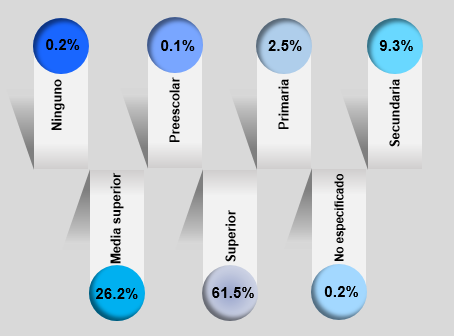 0.2%
Ninguno
0.1%
Preescolar
2.5%
Primaria
9.3%
Secundaria
Media superior
26.2%
Superior
61.5%
No especificado
0.2%